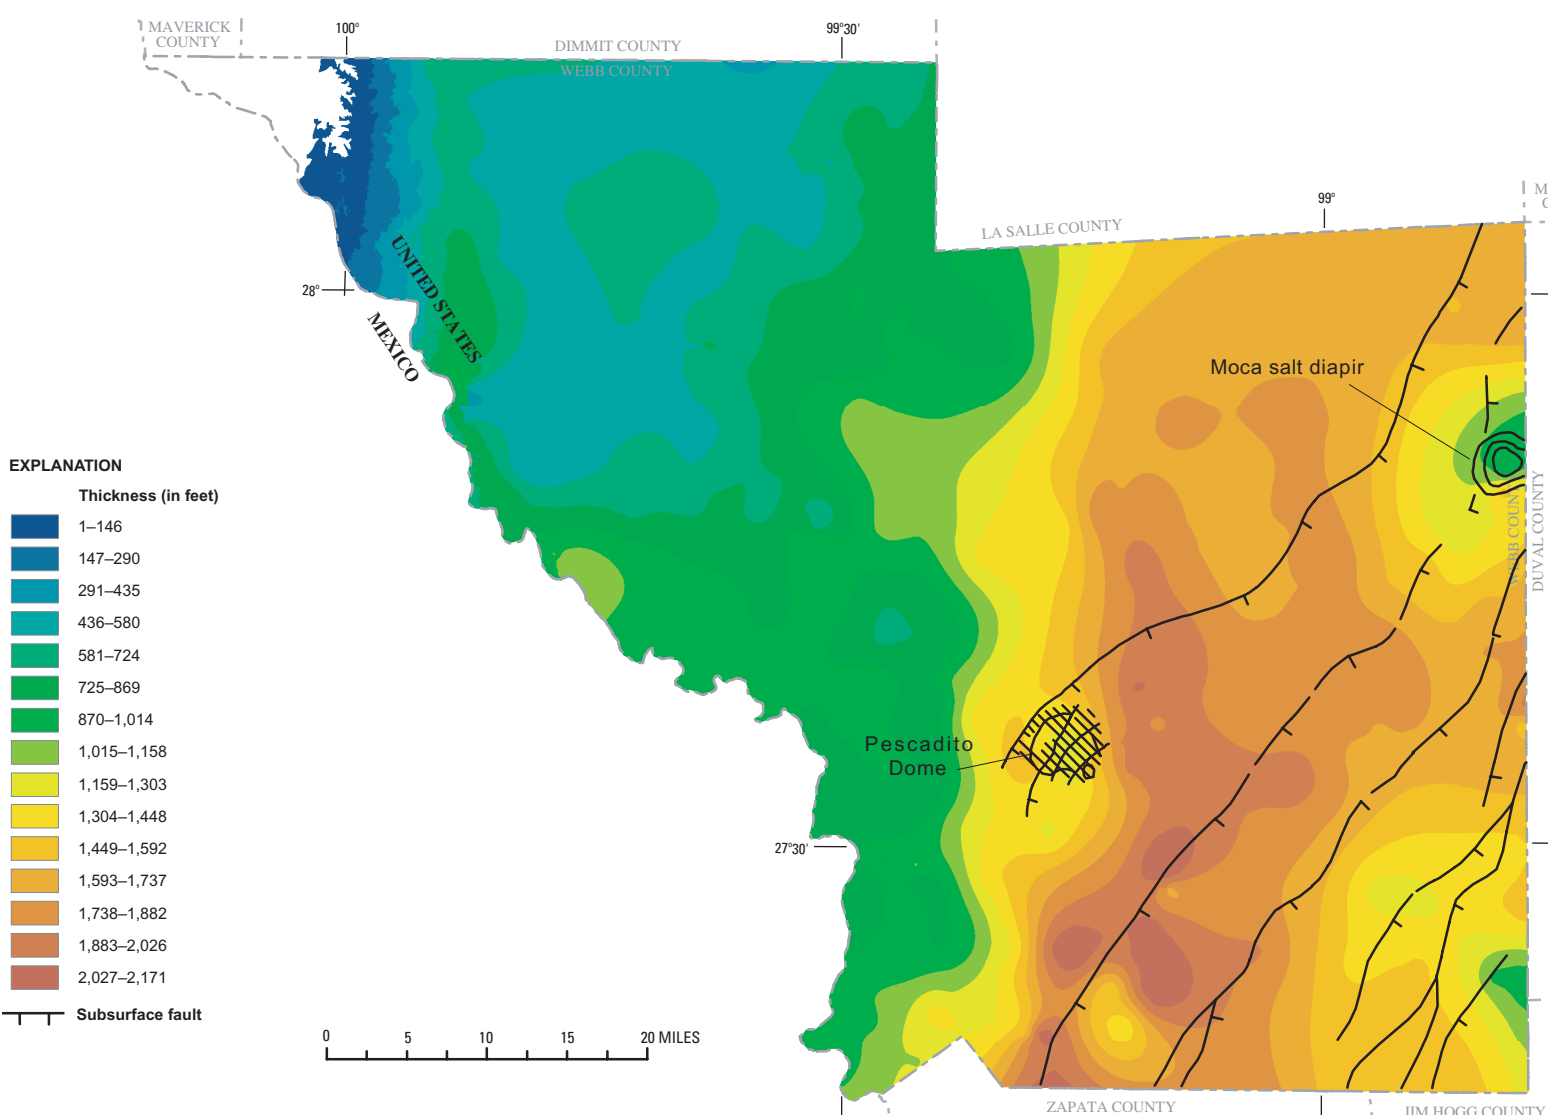 MAVERICK
COUNTY
100°
99°30'
DIMMIT COUNTY
WEBB COUNTY
99°
M
C
LA SALLE COUNTY
UNITED STATES
MEXICO
28°
Moca salt diapir
WEBB COUN
DUVAL COUNTY
EXPLANATION
Thickness (in feet)
1–146
147–290
291–435
436–580
581–724
725–869
870–1,014
1,015–1,158
1,159–1,303
1,304–1,448
1,449–1,592
1,593–1,737
1,738–1,882
1,883–2,026
2,027–2,171
Subsurface fault
Pescadito
Dome
27°30'
0 5 10 15 20 MILES
ZAPATA COUNTY
JIM HOGG COUNTY